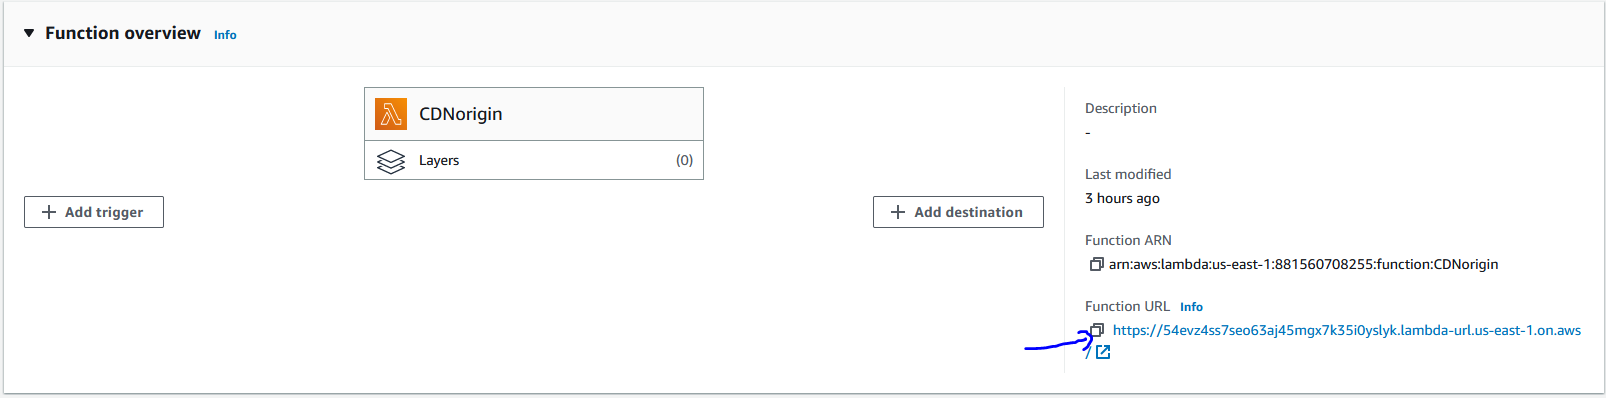 Function overview Info
CDNorigin
Layers (0)
Add trigger
Add destination
Description
-
Last modified
3 hours ago
Function ARN
arn:aws:lambda:us-east-1:881560708255:function:CDNorigin
Function URL Info
https://54evz4ss7seo63aj45mgx7k35i0yslyk.lambda-url.us-east-1.on.aws
/